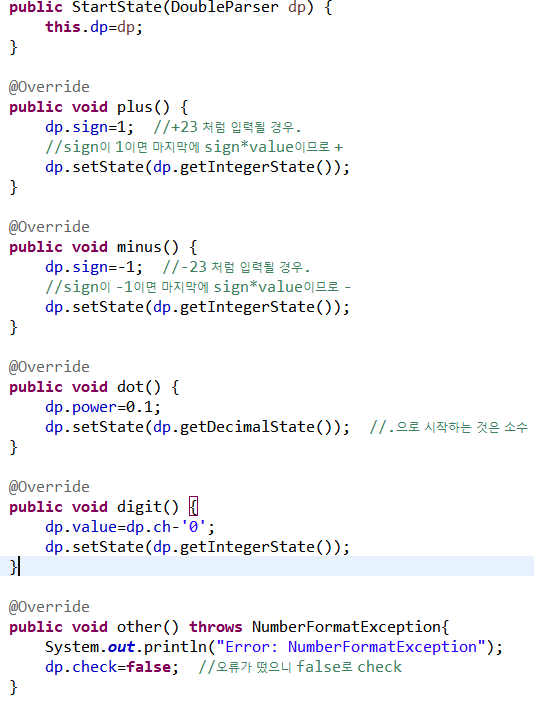 public StartState(DoubleParser dp) {
    this.dp=dp;
}

@Override
public void plus() {
    dp.sign=1;  //+23 처럼 입력될 경우.
    //sign이 1이면 마지막에 sign*value이므로 +
    dp.setState(dp.getIntegerState());
}

@Override
public void minus() {
    dp.sign=-1;  //-23 처럼 입력될 경우.
    //sign이 -1이면 마지막에 sign*value이므로 -
    dp.setState(dp.getIntegerState());
}

@Override
public void dot() {
    dp.power=0.1;
    dp.setState(dp.getDecimalState());  //.으로 시작하는 것은 소수
}

@Override
public void digit() {
    dp.value=dp.ch-'0';
    dp.setState(dp.getIntegerState());
}

@Override
public void other() throws NumberFormatException{
    System.out.println("Error: NumberFormatException");
    dp.check=false;  //오류가 떴으니 false로 check
}